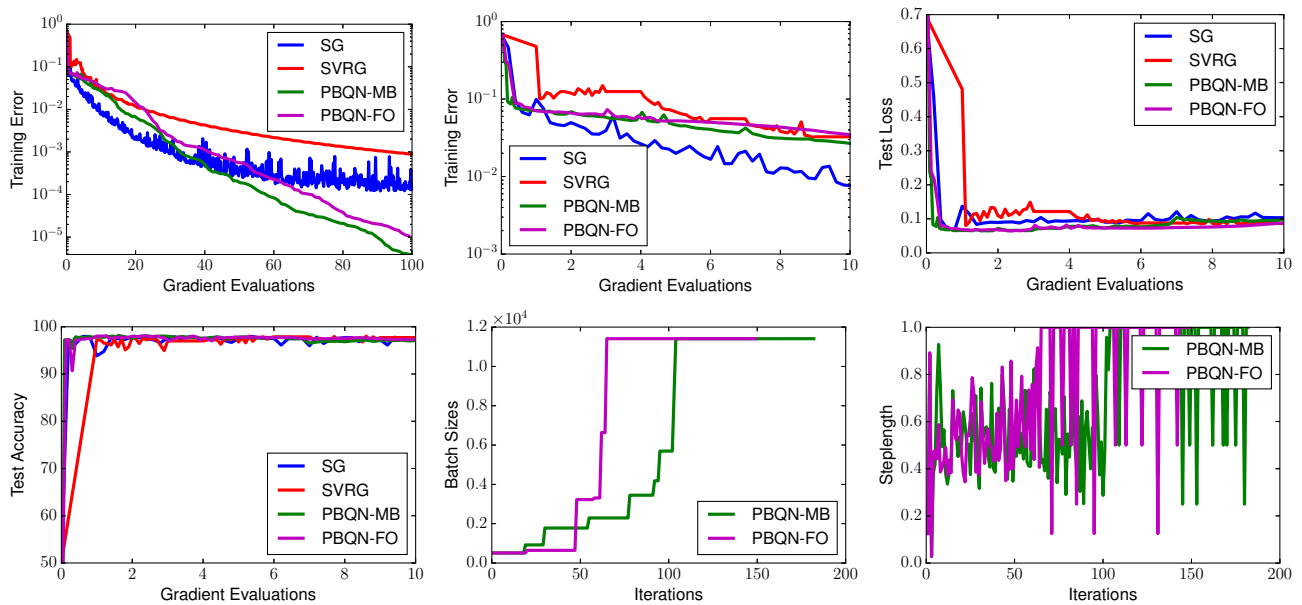 10^0
10^-1
10^-2
10^-3
10^-4
10^-5
Training Error
0 20 40 60 80 100
Gradient Evaluations
SG
SVRG
PBQN-MB
PBQN-FO
10^0
10^-1
10^-2
10^-3
Training Error
0 2 4 6 8 10
Gradient Evaluations
SG
SVRG
PBQN-MB
PBQN-FO
0.7
0.6
0.5
0.4
0.3
0.2
0.1
0.0
Test Loss
0 2 4 6 8 10
Gradient Evaluations
SG
SVRG
PBQN-MB
PBQN-FO
100
90
80
70
60
50
Test Accuracy
0 2 4 6 8 10
Gradient Evaluations
SG
SVRG
PBQN-MB
PBQN-FO
×10^4
1.2
1.0
0.8
0.6
0.4
0.2
0.0
Batch Sizes
0 50 100 150 200
Iterations
PBQN-MB
PBQN-FO
1.0
0.8
0.6
0.4
0.2
0.0
Steplength
0 50 100 150 200
Iterations
PBQN-MB
PBQN-FO